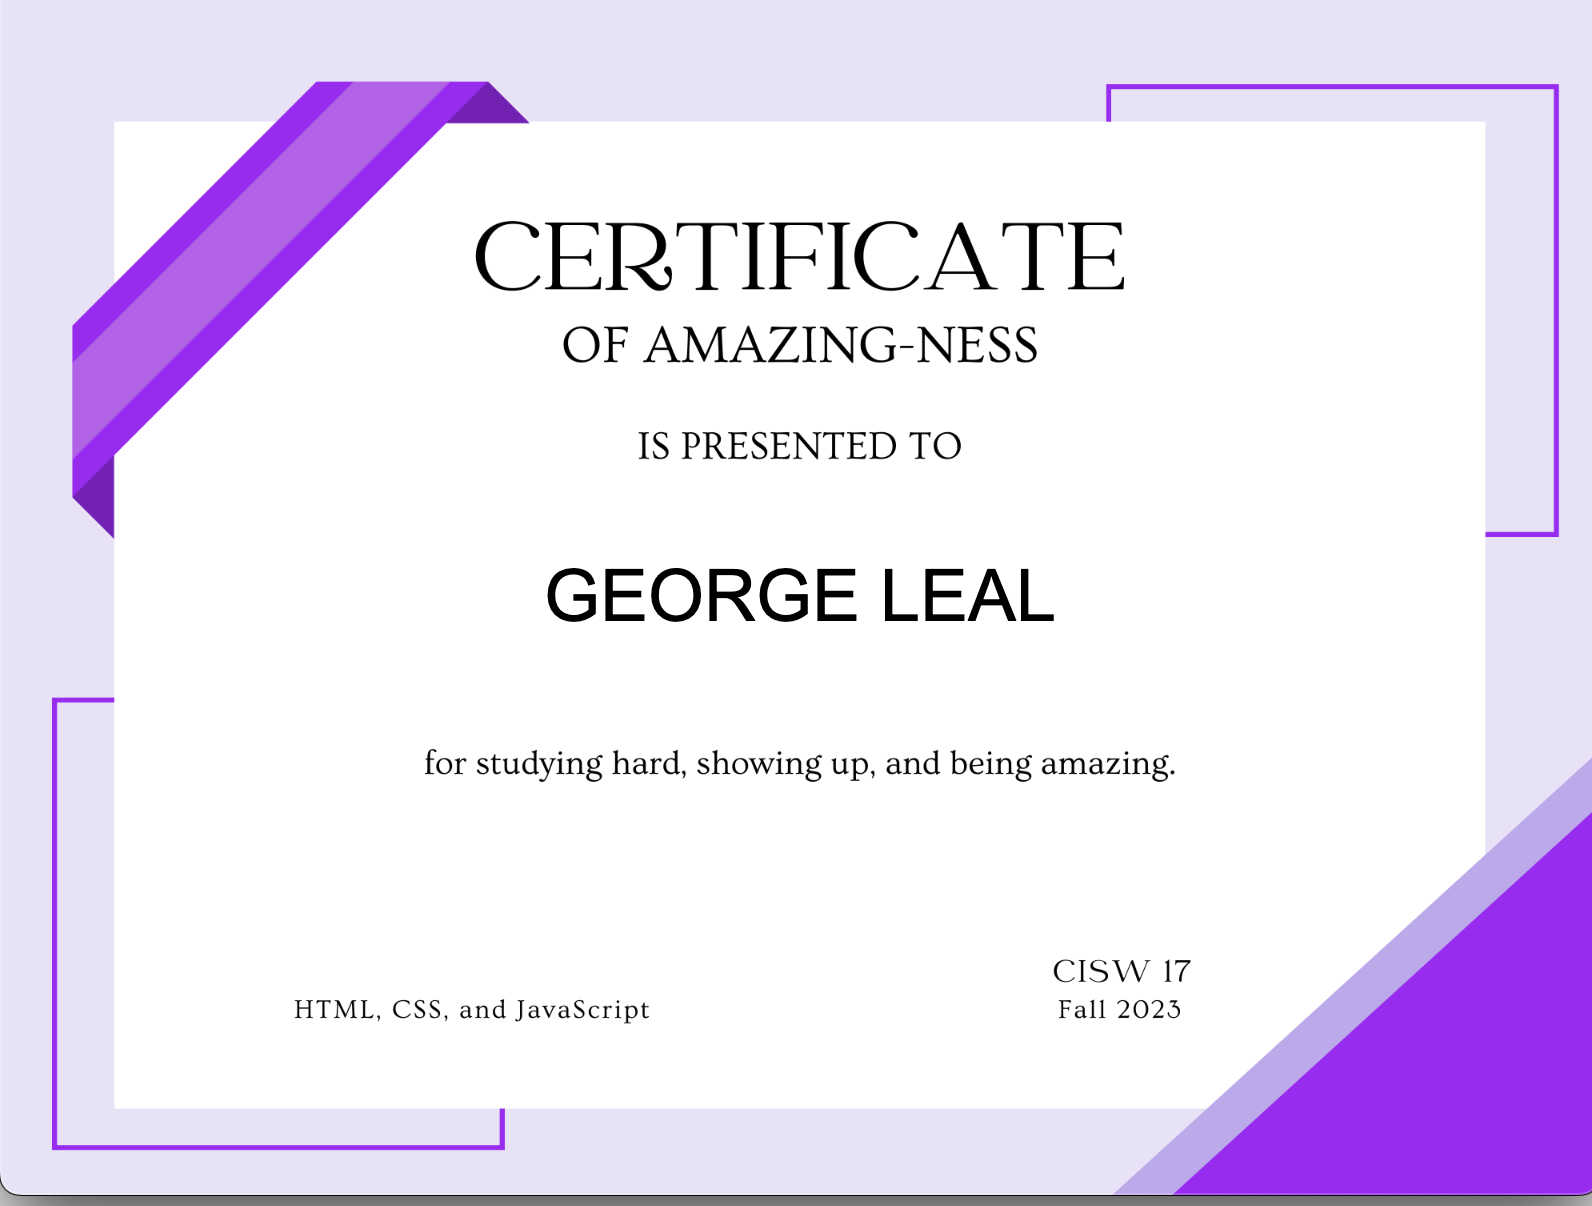 CERTIFICATE
OF AMAZING-NESS
IS PRESENTED TO
GEORGE LEAL
for studying hard, showing up, and being amazing.
CISW 17
HTML, CSS, and JavaScript
Fall 2023